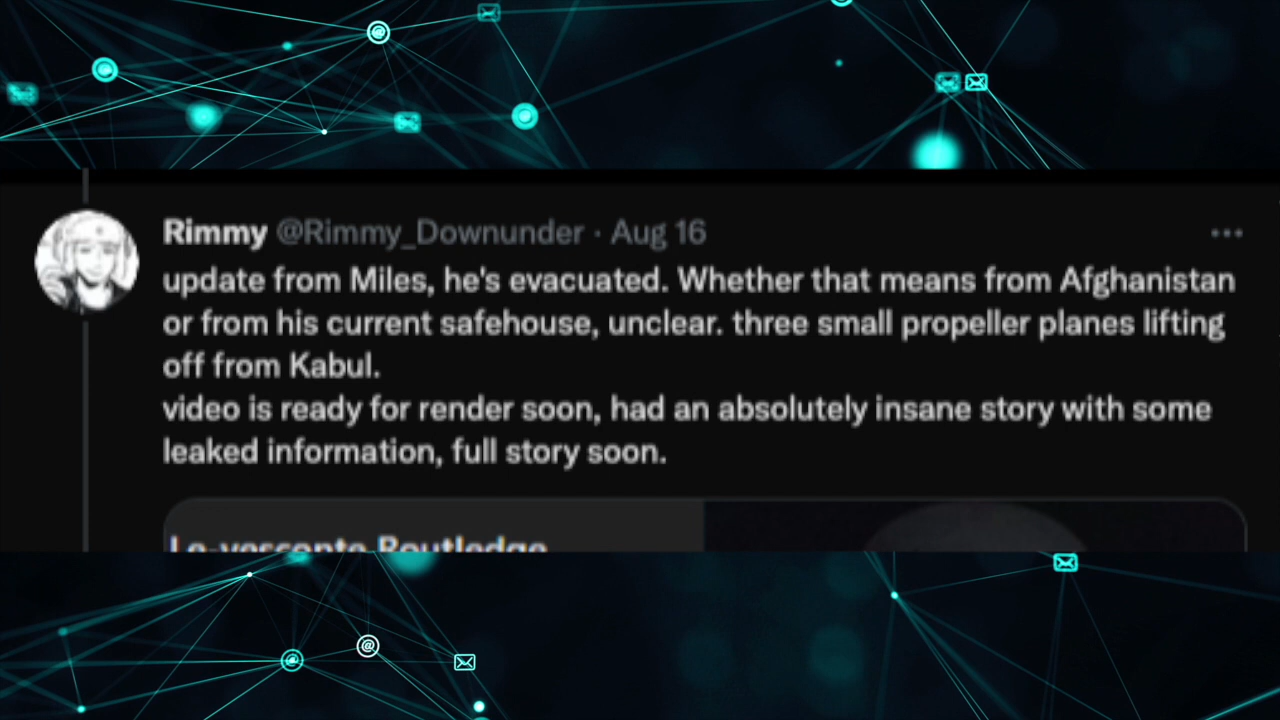 Rimmy @Rimmy_Downunder · Aug 16
update from Miles, he's evacuated. Whether that means from Afghanistan
or from his current safehouse, unclear. three small propeller planes lifting
off from Kabul.
video is ready for render soon, had an absolutely insane story with some
leaked information, full story soon.
Routledge